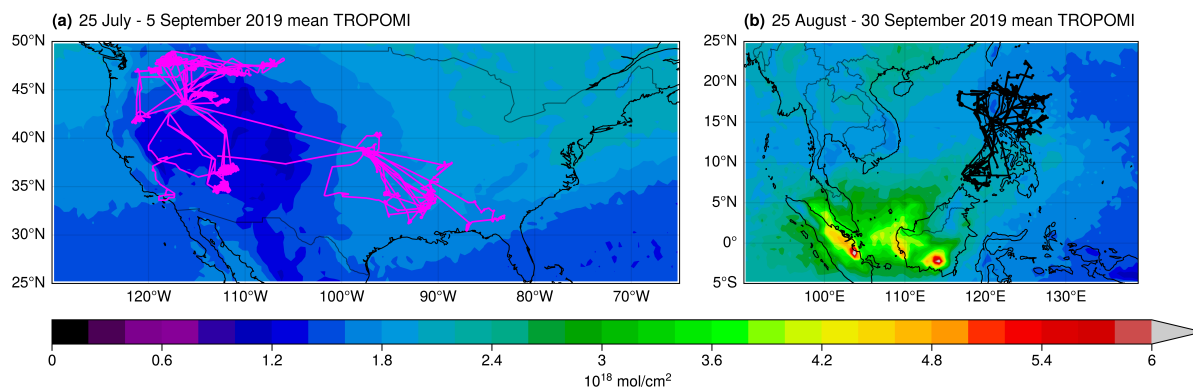 (a) 25 July - 5 September 2019 mean TROPOMI
50°N
45°N
40°N
35°N
30°N
25°N
120°W 110°W 100°W 90°W 80°W 70°W
(b) 25 August - 30 September 2019 mean TROPOMI
25°N
20°N
15°N
10°N
5°N
0°
5°S
100°E 110°E 120°E 130°E
0 0.6 1.2 1.8 2.4 3 3.6 4.2 4.8 5.4 6
10¹⁸ mol/cm²